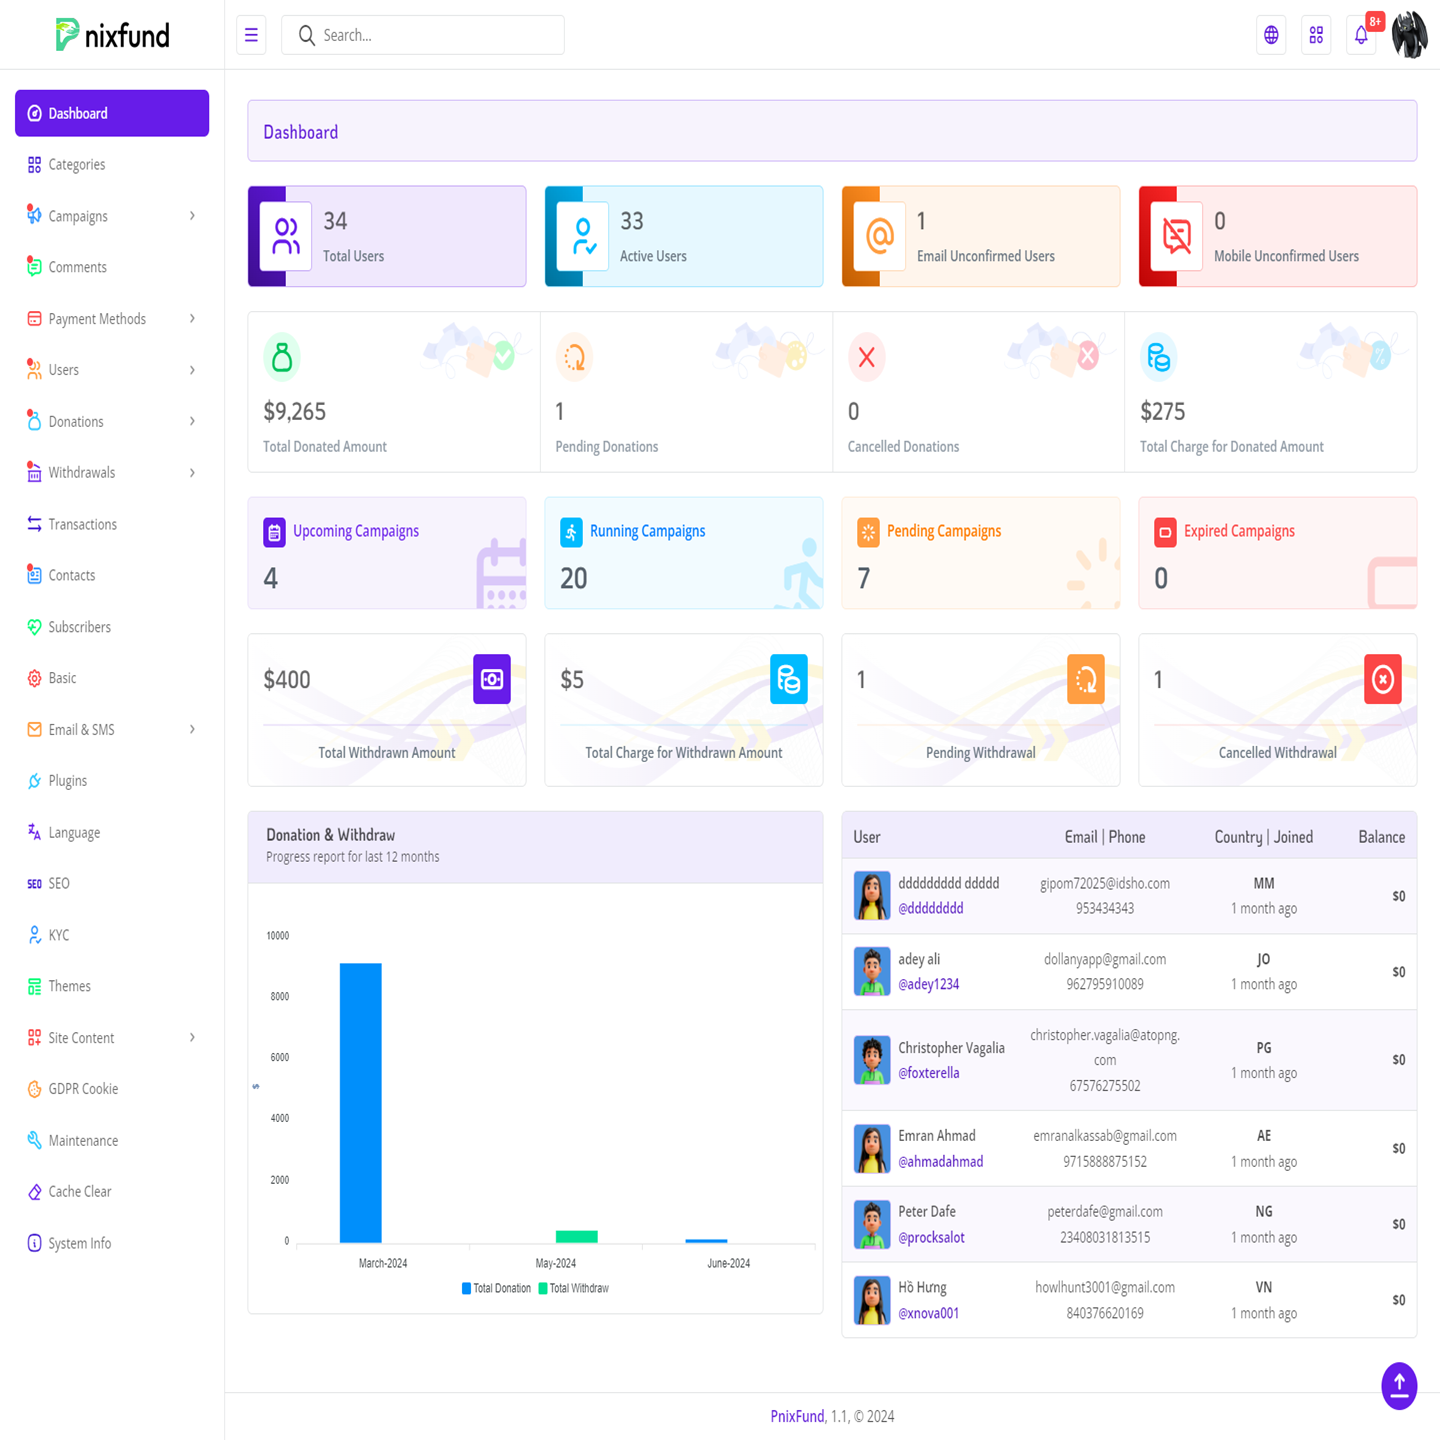 nixfund
Search...
8+
Dashboard
Categories
Campaigns
Comments
Payment Methods
Users
Donations
Withdrawals
Transactions
Contacts
Subscribers
Basic
Email & SMS
Plugins
Language
SEO SEO
KYC
Themes
Site Content
GDPR Cookie
Maintenance
Cache Clear
System Info
Dashboard
34
Total Users
33
Active Users
1
Email Unconfirmed Users
0
Mobile Unconfirmed Users
$9,265
Total Donated Amount
1
Pending Donations
0
Cancelled Donations
$275
Total Charge for Donated Amount
Upcoming Campaigns
4
Running Campaigns
20
Pending Campaigns
7
Expired Campaigns
0
$400
Total Withdrawn Amount
$5
Total Charge for Withdrawn Amount
1
Pending Withdrawal
1
Cancelled Withdrawal
Donation & Withdraw
Progress report for last 12 months
10000
8000
6000
$
4000
2000
0
March-2024 May-2024 June-2024
Total Donation Total Withdraw
User Email | Phone Country | Joined Balance
ddddddddd ddddd gipom72025@idsho.com MM $0
@dddddddd 953434343 1 month ago
adey ali dollanyapp@gmail.com JO $0
@adey1234 962795910089 1 month ago
Christopher Vagalia christopher.vagalia@atopng.
com PG $0
@foxterella 67576275502 1 month ago
Emran Ahmad emranalkassab@gmail.com AE $0
@ahmadahmad 9715888875152 1 month ago
Peter Dafe peterdafe@gmail.com NG $0
@procksalot 23408031813515 1 month ago
Hồ Hưng howlhunt3001@gmail.com VN $0
@xnova001 840376620169 1 month ago
PnixFund, 1.1, © 2024